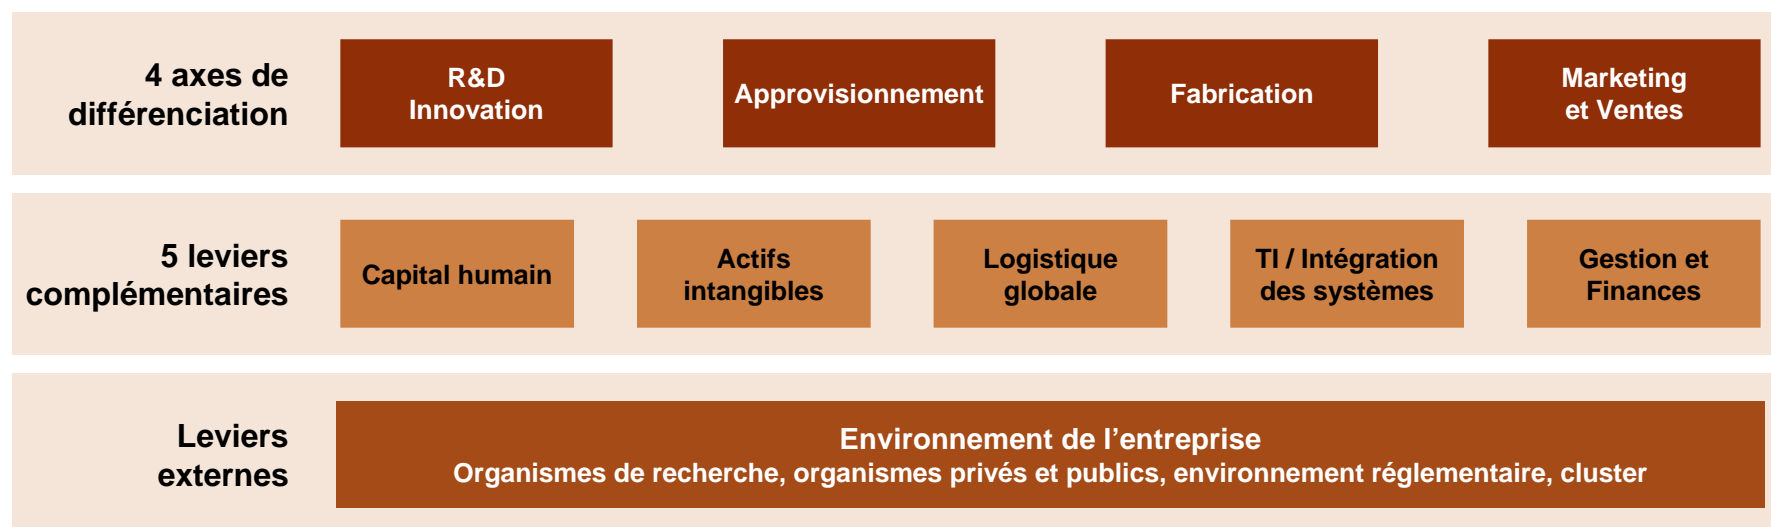 4 axes de
différenciation
R&D
Innovation
Approvisionnement
Fabrication
Marketing
et Ventes
5 leviers
complémentaires
Capital humain
Actifs
intangibles
Logistique
globale
TI / Intégration
des systèmes
Gestion et
Finances
Leviers
externes
Environnement de l’entreprise
Organismes de recherche, organismes privés et publics, environnement réglementaire, cluster